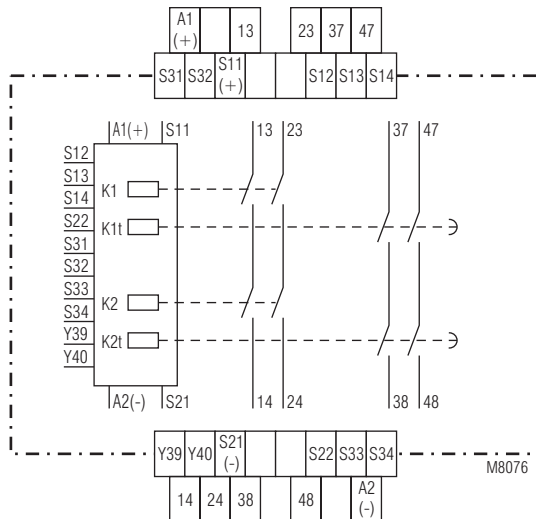 A1 (+) 13 23 37 47
S31 S32 S11 (+) S12 S13 S14
A1(+) S11 13 23 37 47
S12
S13
K1
S14
S22
K1t
S31
S32
S33
K2
S34
Y39
K2t
Y40
A2(-) S21 14 24 38 48
Y39 Y40 S21 (-) S22 S33 S34
M8076
14 24 38 48 A2 (-)